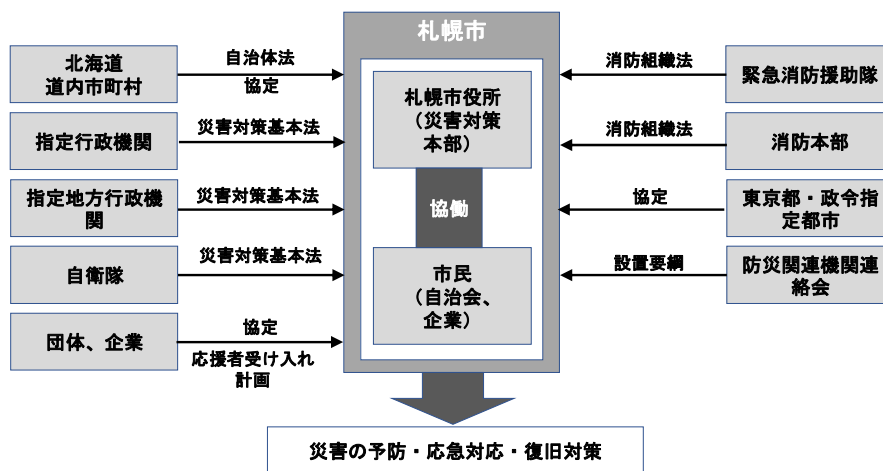 札幌市
北海道
道内市町村
自治体法
協定
指定行政機関
災害対策基本法
指定地方行政機
関
災害対策基本法
自衛隊
災害対策基本法
団体、企業
協定
応援者受け入れ
計画
札幌市役所
（災害対策
本部）
協働
市民
（自治会、
企業）
消防組織法
緊急消防援助隊
消防組織法
消防本部
協定
東京都・政令指
定都市
設置要綱
防災関連機関連
絡会
災害の予防・応急対応・復旧対策